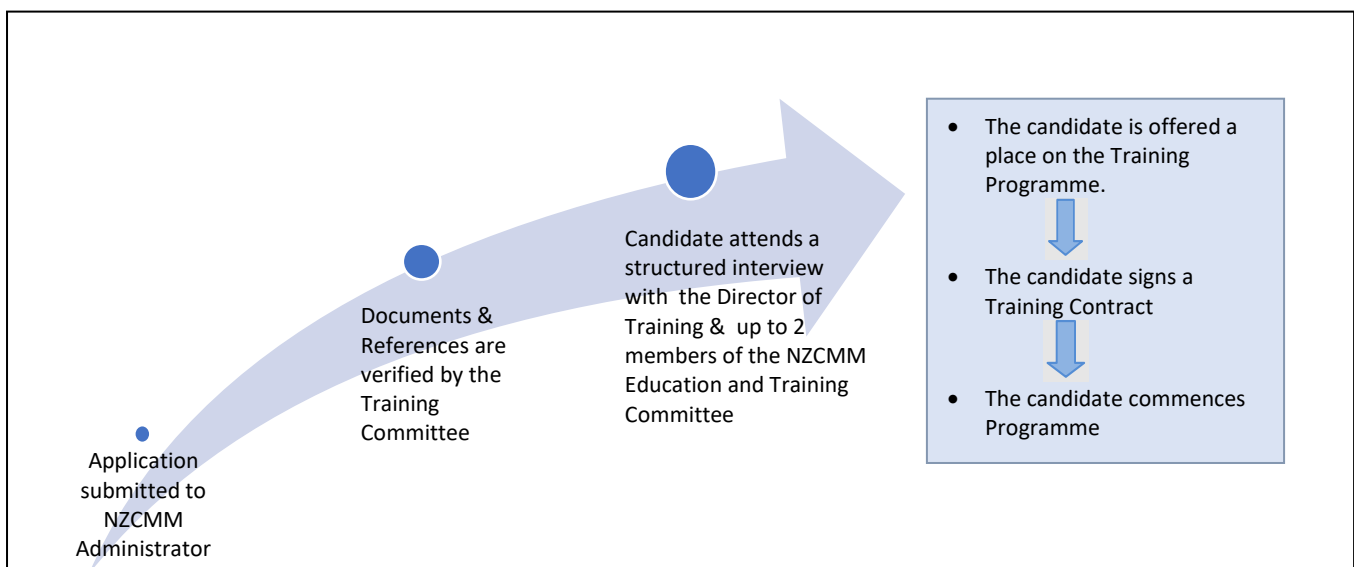 Application
submitted to
NZCMM
Administrator
Documents &
References are
verified by the
Training
Committee
Candidate attends a
structured interview
with the Director of
Training & up to 2
members of the NZCMM
Education and Training
Committee
• The candidate is offered a
place on the Training
Programme.
• The candidate signs a
Training Contract
• The candidate commences
Programme